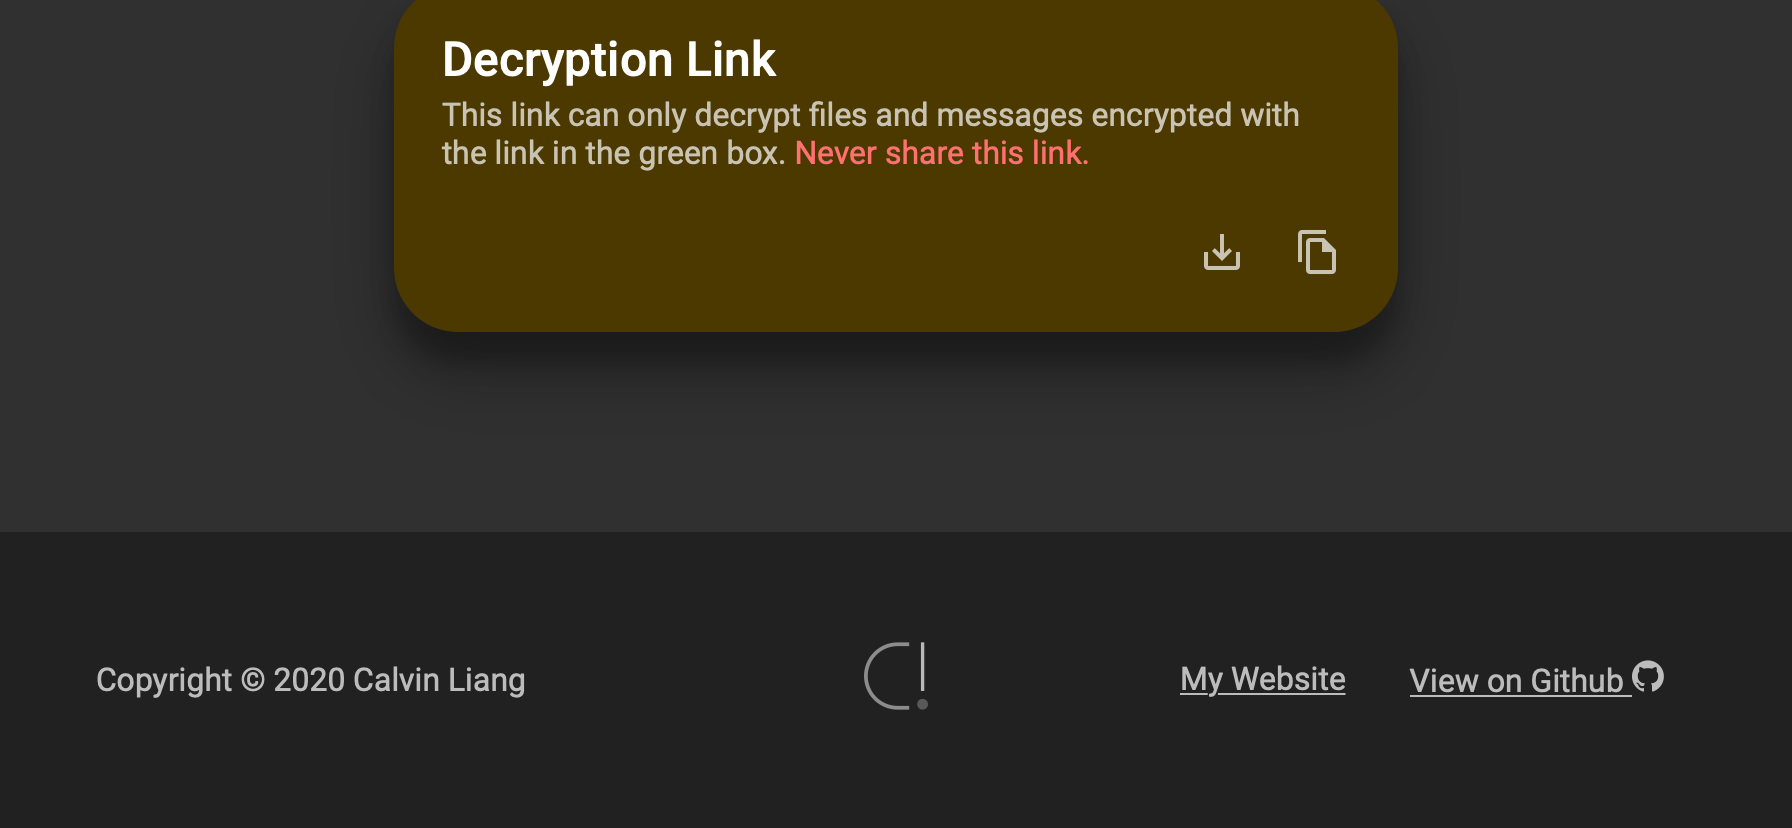 Decryption Link
This link can only decrypt files and messages encrypted with
the link in the green box. Never share this link.
Copyright © 2020 Calvin Liang
My Website
View on Github